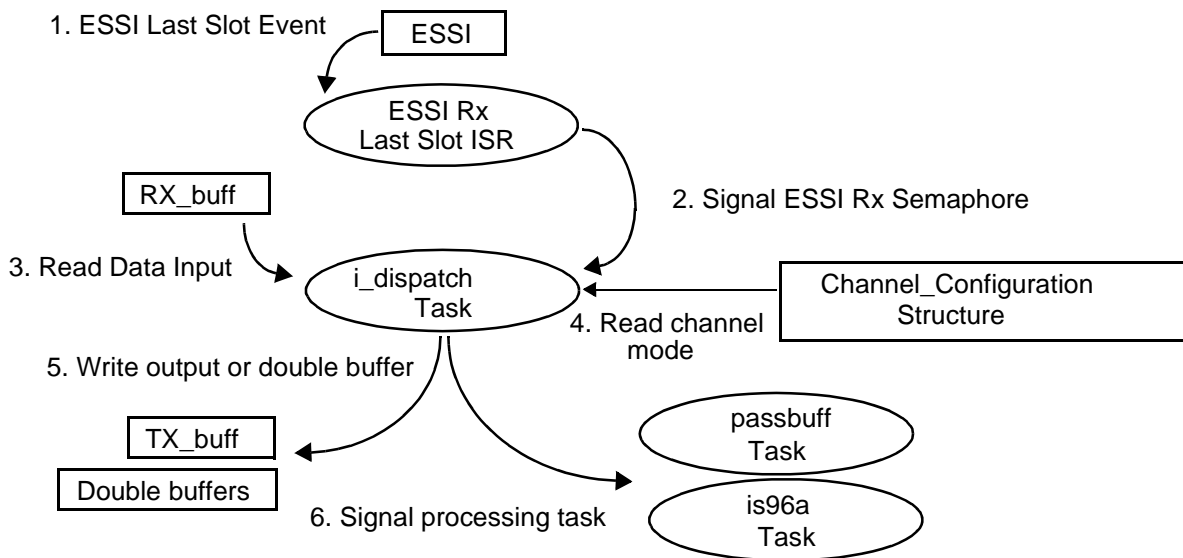 1. ESSI Last Slot Event
ESSI
ESSI Rx
Last Slot ISR
RX_buff
2. Signal ESSI Rx Semaphore
3. Read Data Input
i_dispatch
Task
Channel_Configuration
Structure
4. Read channel
mode
5. Write output or double buffer
TX_buff
Double buffers
passbuff
Task
6. Signal processing task
is96a
Task